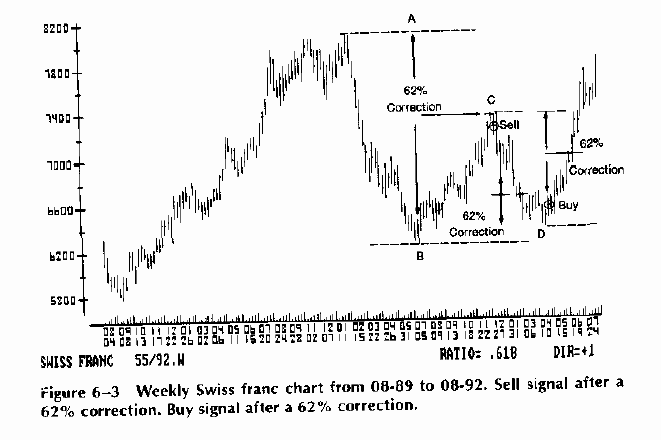 8200
A
7800
62%
Correction
C
7400
Sell
62%
7000
Correction
6600
Buy
62%
Correction
D
6200
B
5800
SWISS FRANC 55/92.W RATIO= .618 DIR=+1
Figure 6–3 Weekly Swiss franc chart from 08-89 to 08-92. Sell signal after a
62% correction. Buy signal after a 62% correction.